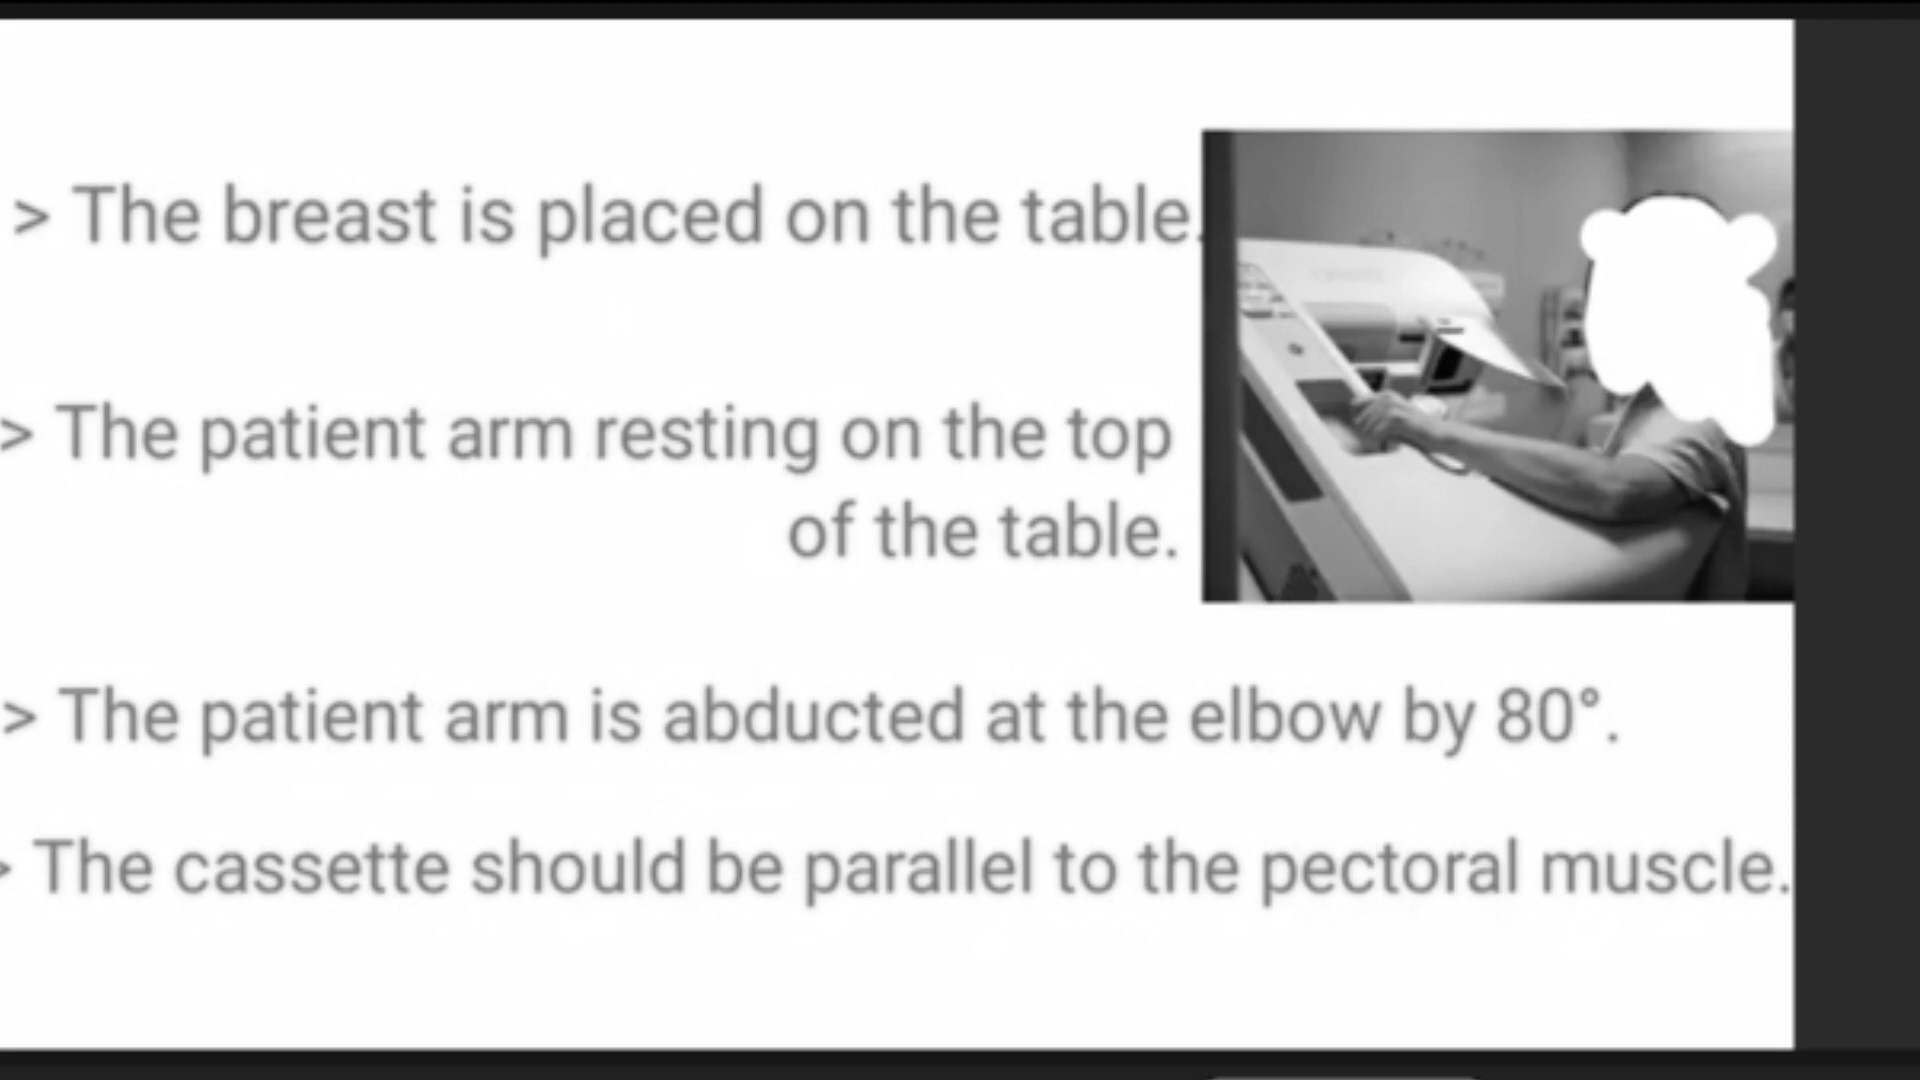 > The breast is placed on the table.
> The patient arm resting on the top
of the table.
> The patient arm is abducted at the elbow by 80°.
> The cassette should be parallel to the pectoral muscle.